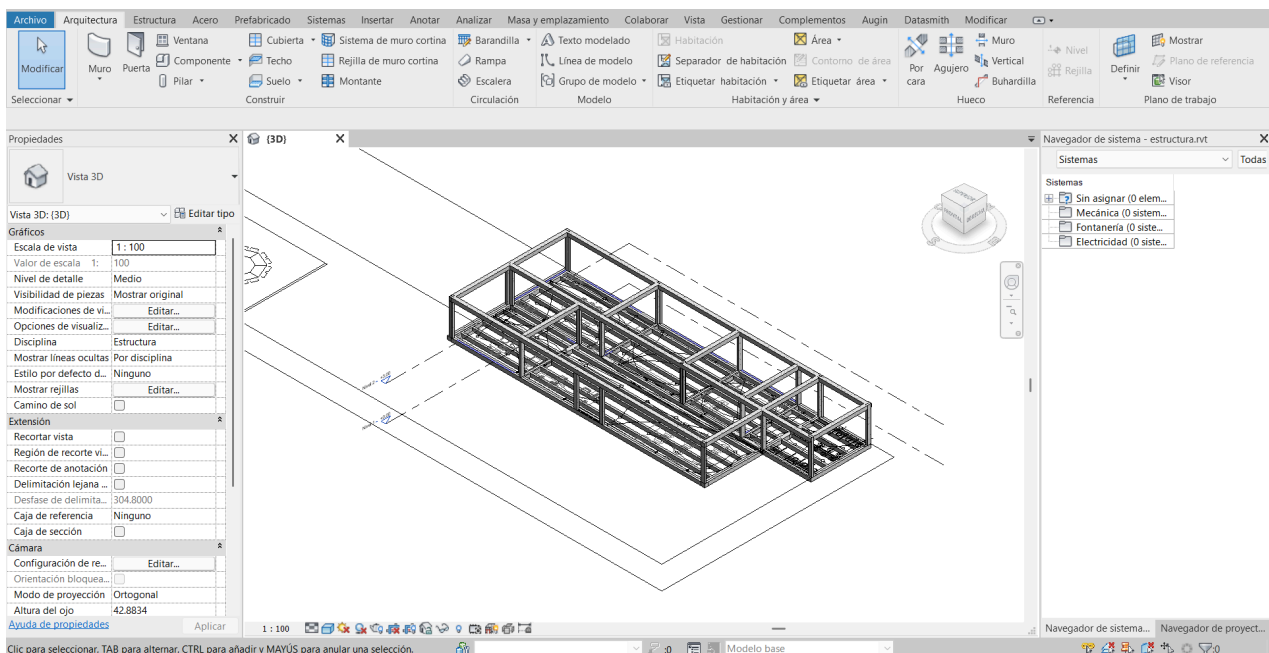 Archivo Arquitectura Estructura Acero Prefabricado Sistemas Insertar Anotar Analizar Masa y emplazamiento Colaborar Vista Gestionar Complementos Augin Datasmith Modificar
Modificar
Muro
Puerta
Ventana
Componente
Pilar
Cubierta
Techo
Suelo
Sistema de muro cortina
Rejilla de muro cortina
Montante
Barandilla
Rampa
Escalera
Texto modelado
Línea de modelo
Grupo de modelo
Habitación
Separador de habitación
Etiquetar habitación
Área
Contorno de área
Etiquetar área
Por
cara
Agujero
Muro
Vertical
Buhardilla
Nivel
Rejilla
Definir
Mostrar
Plano de referencia
Visor
Seleccionar Construir Circulación Modelo Habitación y área Hueco Referencia Plano de trabajo
Propiedades
Vista 3D
Vista 3D: {3D} Editar tipo
Gráficos
Escala de vista 1 : 100
Valor de escala 1: 100
Nivel de detalle Medio
Visibilidad de piezas Mostrar original
Modificaciones de vi... Editar...
Opciones de visualiz... Editar...
Disciplina Estructura
Mostrar líneas ocultas Por disciplina
Estilo por defecto d... Ninguno
Mostrar rejillas Editar...
Camino de sol
Extensión
Recortar vista
Región de recorte vi...
Recorte de anotación
Delimitación lejana ...
Desfase de delimita... 304.8000
Caja de referencia Ninguno
Caja de sección
Cámara
Configuración de re... Editar...
Orientación bloquea...
Modo de proyección Ortogonal
Altura del ojo 42.8834
Ayuda de propiedades Aplicar
{3D}
1 : 100
Navegador de sistema - estructura.rvt
Sistemas Todas
Sistemas
Sin asignar (0 elem...
Mecánica (0 sistem...
Fontanería (0 siste...
Electricidad (0 siste...
Navegador de sistema... Navegador de proyect...
Clic para seleccionar, TAB para alternar, CTRL para añadir y MAYÚS para anular una selección. :0 Modelo base :0